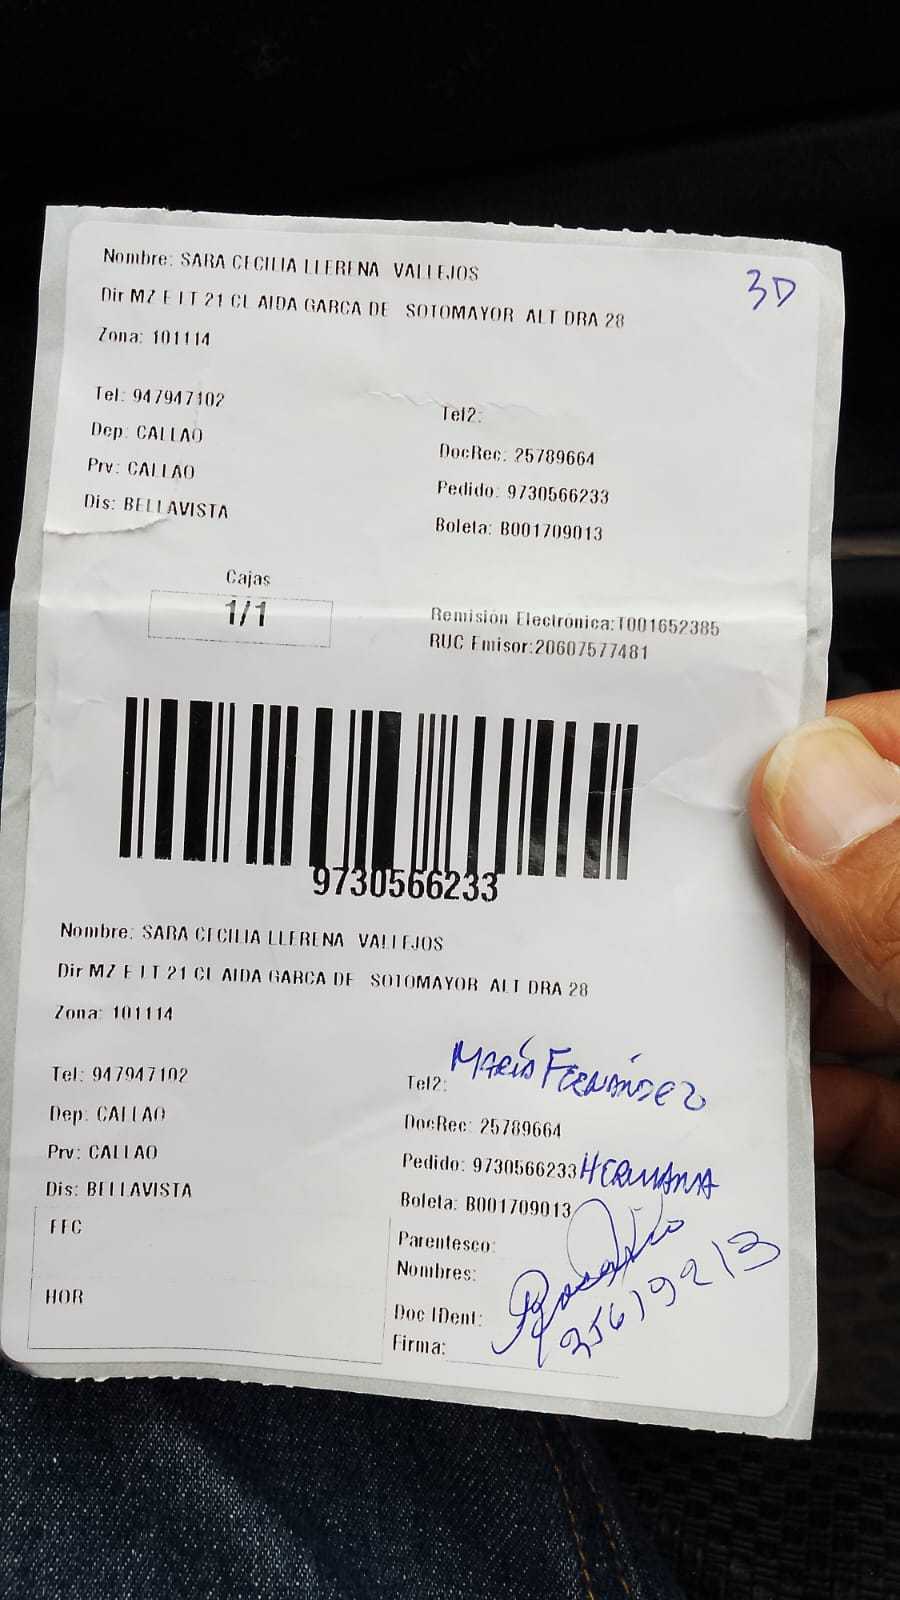 Nombre: SARA CECILIA LLERENA VALLEJOS
3D
Dir MZ E LT 21 CL AIDA GARCA DE SOTOMAYOR ALT DRA 28
Zona: 101114
Tel: 947947102
Tel2:
Dep: CALLAO
DocRec: 25789664
Prv: CALLAO
Pedido: 9730566233
Dis: BELLAVISTA
Boleta: B001709013
Cajas
1/1
Remisión Electrónica:T001652385
RUC Emisor:20607577481
9730566233
Nombre: SARA CECILIA LLERENA VALLEJOS
Dir MZ E LT 21 CL AIDA GARCA DE SOTOMAYOR ALT DRA 28
Zona: 101114
Tel: 947947102
Tel2: MARÍA FERNÁNDEZ
Dep: CALLAO
DocRec: 25789664
Prv: CALLAO
Pedido: 9730566233 HERMANA
Dis: BELLAVISTA
Boleta: B001709013
FEC
Parentesco:
Nombres:
HOR
Doc IDent:
Firma: